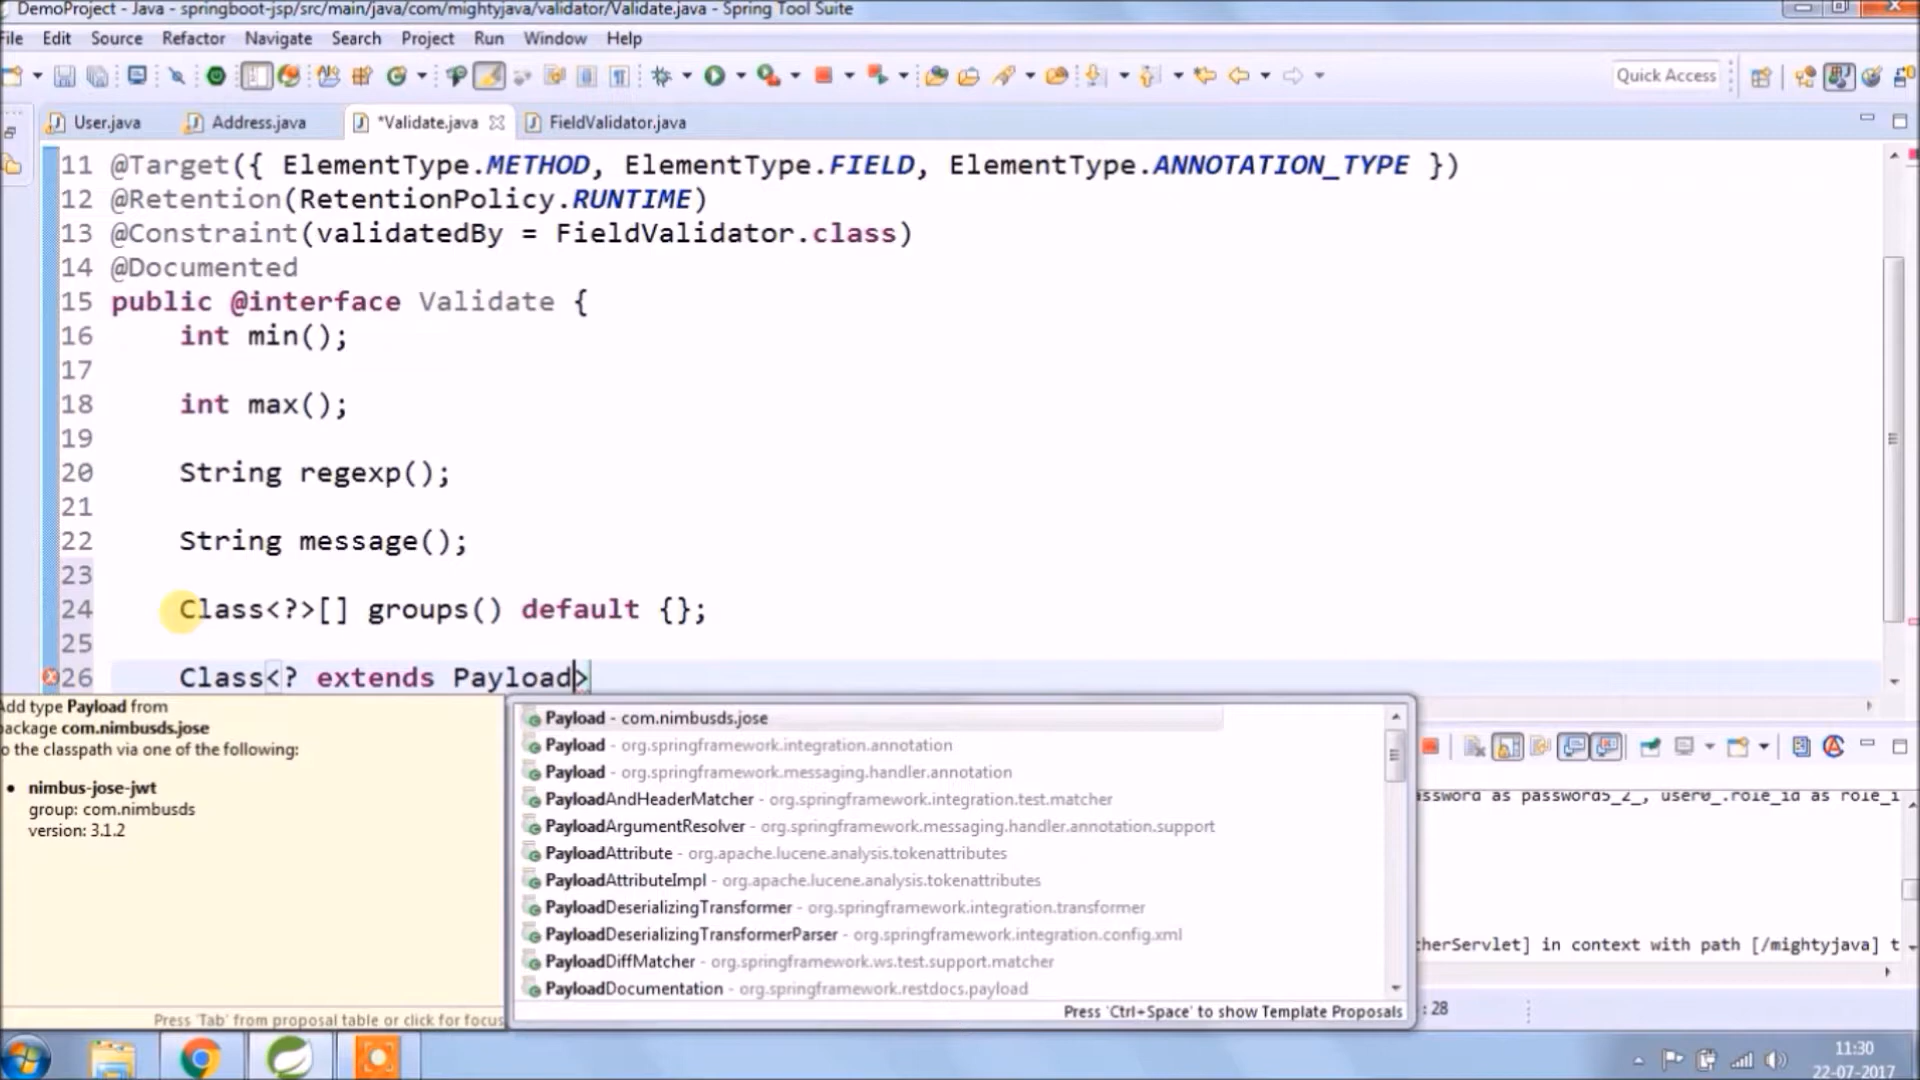 DemoProject - Java - springboot-jsp/src/main/java/com/mightyjava/validator/Validate.java - Spring Tool Suite
File Edit Source Refactor Navigate Search Project Run Window Help
Quick Access
User.java Address.java *Validate.java FieldValidator.java
11 @Target({ ElementType.METHOD, ElementType.FIELD, ElementType.ANNOTATION_TYPE })
12 @Retention(RetentionPolicy.RUNTIME)
13 @Constraint(validatedBy = FieldValidator.class)
14 @Documented
15 public @interface Validate {
16 int min();
17
18 int max();
19
20 String regexp();
21
22 String message();
23
24 Class<?>[] groups() default {};
25
26 Class<? extends Payload>
Add type Payload from
package com.nimbusds.jose
to the classpath via one of the following:
• nimbus-jose-jwt
group: com.nimbusds
version: 3.1.2
Press 'Tab' from proposal table or click for focus
Payload - com.nimbusds.jose
Payload - org.springframework.integration.annotation
Payload - org.springframework.messaging.handler.annotation
PayloadAndHeaderMatcher - org.springframework.integration.test.matcher
PayloadArgumentResolver - org.springframework.messaging.handler.annotation.support
PayloadAttribute - org.apache.lucene.analysis.tokenattributes
PayloadAttributeImpl - org.apache.lucene.analysis.tokenattributes
PayloadDeserializingTransformer - org.springframework.integration.transformer
PayloadDeserializingTransformerParser - org.springframework.integration.config.xml
PayloadDiffMatcher - org.springframework.ws.test.support.matcher
PayloadDocumentation - org.springframework.restdocs.payload
Press 'Ctrl+Space' to show Template Proposals
ssword as password5_2_, user0_.role_id as role_i
herServlet] in context with path [/mightyjava] t
: 28
11:30
22-07-2017